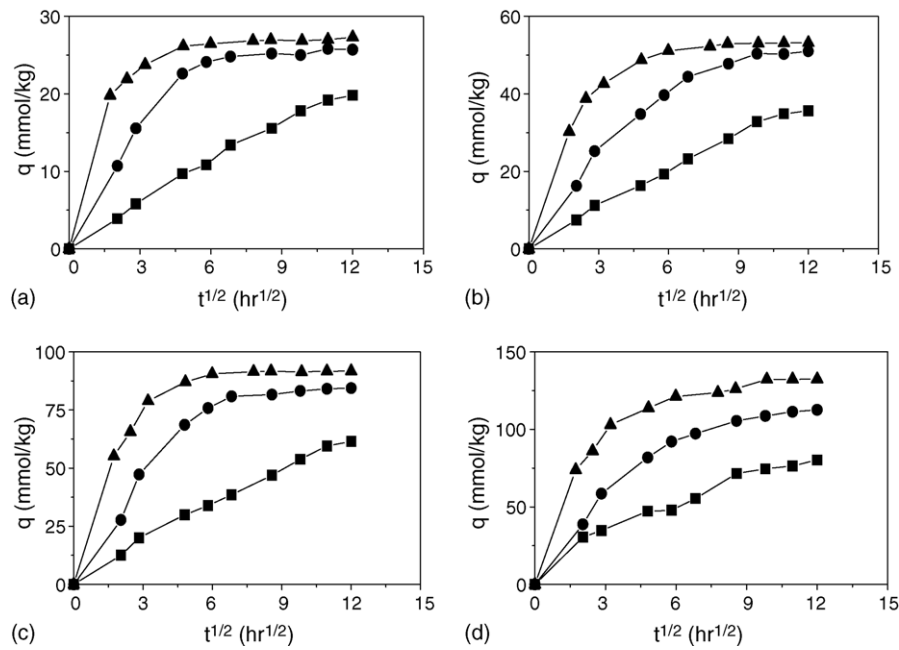 30
20
10
0
q (mmol/kg)
0 3 6 9 12 15
t1/2 (hr1/2)
(a)
60
40
20
0
q (mmol/kg)
0 3 6 9 12 15
t1/2 (hr1/2)
(b)
100
75
50
25
0
q (mmol/kg)
0 3 6 9 12 15
t1/2 (hr1/2)
(c)
150
100
50
0
q (mmol/kg)
0 3 6 9 12 15
t1/2 (hr1/2)
(d)